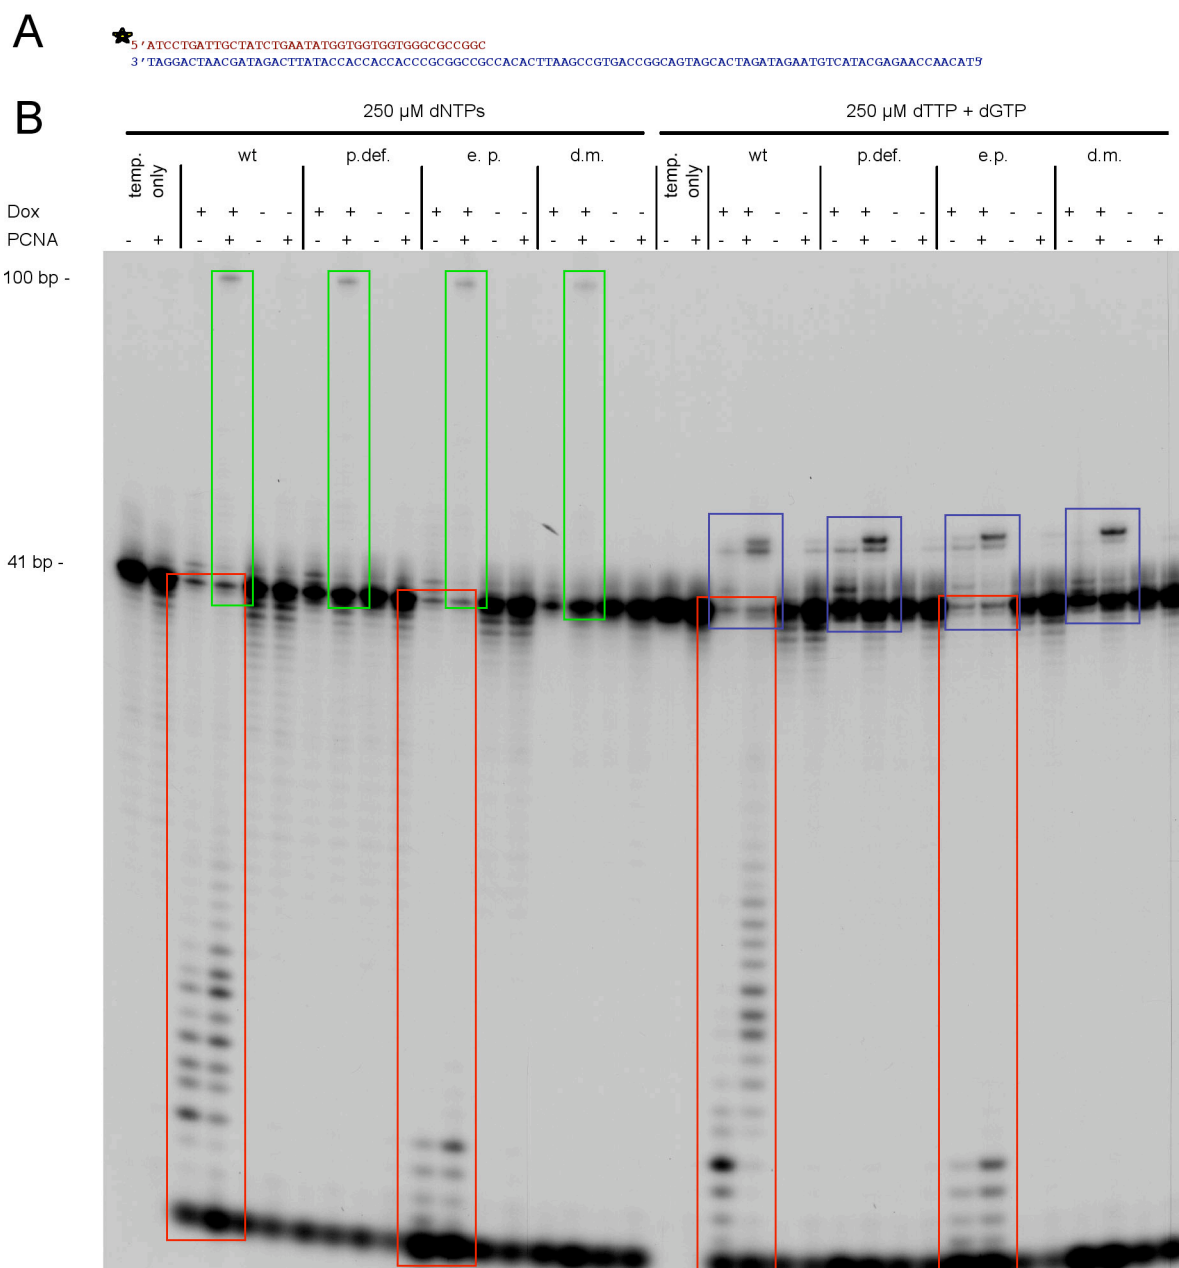 A
5'ATCCTGATTGCTATCTGAATATGGTGGTGGTGGGCGCCGGC
3'TAGGACTAACGATAGACTTATACCACCACCACCCGCGGCCGCCACACTTAAGCCGTGACCGGCAGTAGCACTAGATAGAATGTCATACGAGAACCAACAT5'
B
250 µM dNTPs 250 µM dTTP + dGTP
temp. only wt p.def. e. p. d.m. temp. only wt p.def. e.p. d.m.
Dox + + - - + + - - + + - - + + - - + + - - + + - - + + - - + + - -
PCNA - + - + - + - + - + - + - + - + - + - + - + - + - + - + - + - + - + - +
100 bp -
41 bp -